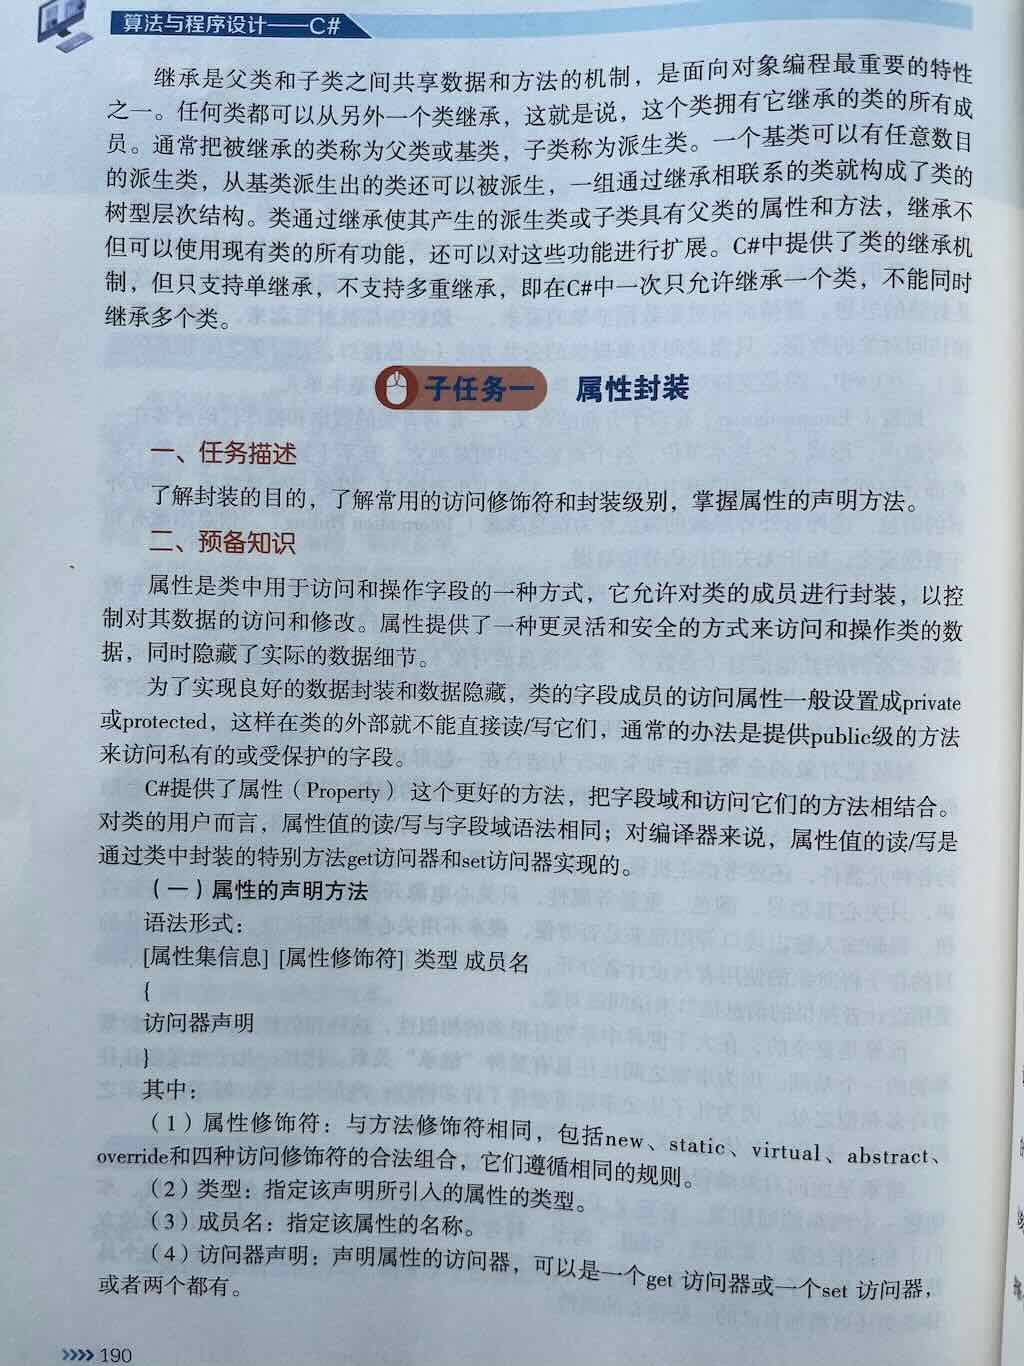 算法与程序设计——C#
继承是父类和子类之间共享数据和方法的机制，是面向对象编程最重要的特性
之一。任何类都可以从另外一个类继承，这就是说，这个类拥有它继承的类的所有成
员。通常把被继承的类称为父类或基类，子类称为派生类。一个基类可以有任意数目
的派生类，从基类派生出的类还可以被派生，一组通过继承相联系的类就构成了类的
树型层次结构。类通过继承使其产生的派生类或子类具有父类的属性和方法，继承不
但可以使用现有类的所有功能，还可以对这些功能进行扩展。C#中提供了类的继承机
制，但只支持单继承，不支持多重继承，即在C#中一次只允许继承一个类，不能同时
继承多个类。
子任务一 属性封装
一、任务描述
了解封装的目的，了解常用的访问修饰符和封装级别，掌握属性的声明方法。
二、预备知识
属性是类中用于访问和操作字段的一种方式，它允许对类的成员进行封装，以控
制对其数据的访问和修改。属性提供了一种更灵活和安全的方式来访问和操作类的数
据，同时隐藏了实际的数据细节。
为了实现良好的数据封装和数据隐藏，类的字段成员的访问属性一般设置成private
或protected，这样在类的外部就不能直接读/写它们，通常的办法是提供public级的方法
来访问私有的或受保护的字段。
C#提供了属性（Property）这个更好的方法，把字段域和访问它们的方法相结合。
对类的用户而言，属性值的读/写与字段域语法相同；对编译器来说，属性值的读/写是
通过类中封装的特别方法get访问器和set访问器实现的。
（一）属性的声明方法
语法形式：
[属性集信息] [属性修饰符] 类型 成员名
{
访问器声明
}
其中：
（1）属性修饰符：与方法修饰符相同，包括new、static、virtual、abstract、
override和四种访问修饰符的合法组合，它们遵循相同的规则。
（2）类型：指定该声明所引入的属性的类型。
（3）成员名：指定该属性的名称。
（4）访问器声明：声明属性的访问器，可以是一个get 访问器或一个set 访问器，
或者两个都有。
190